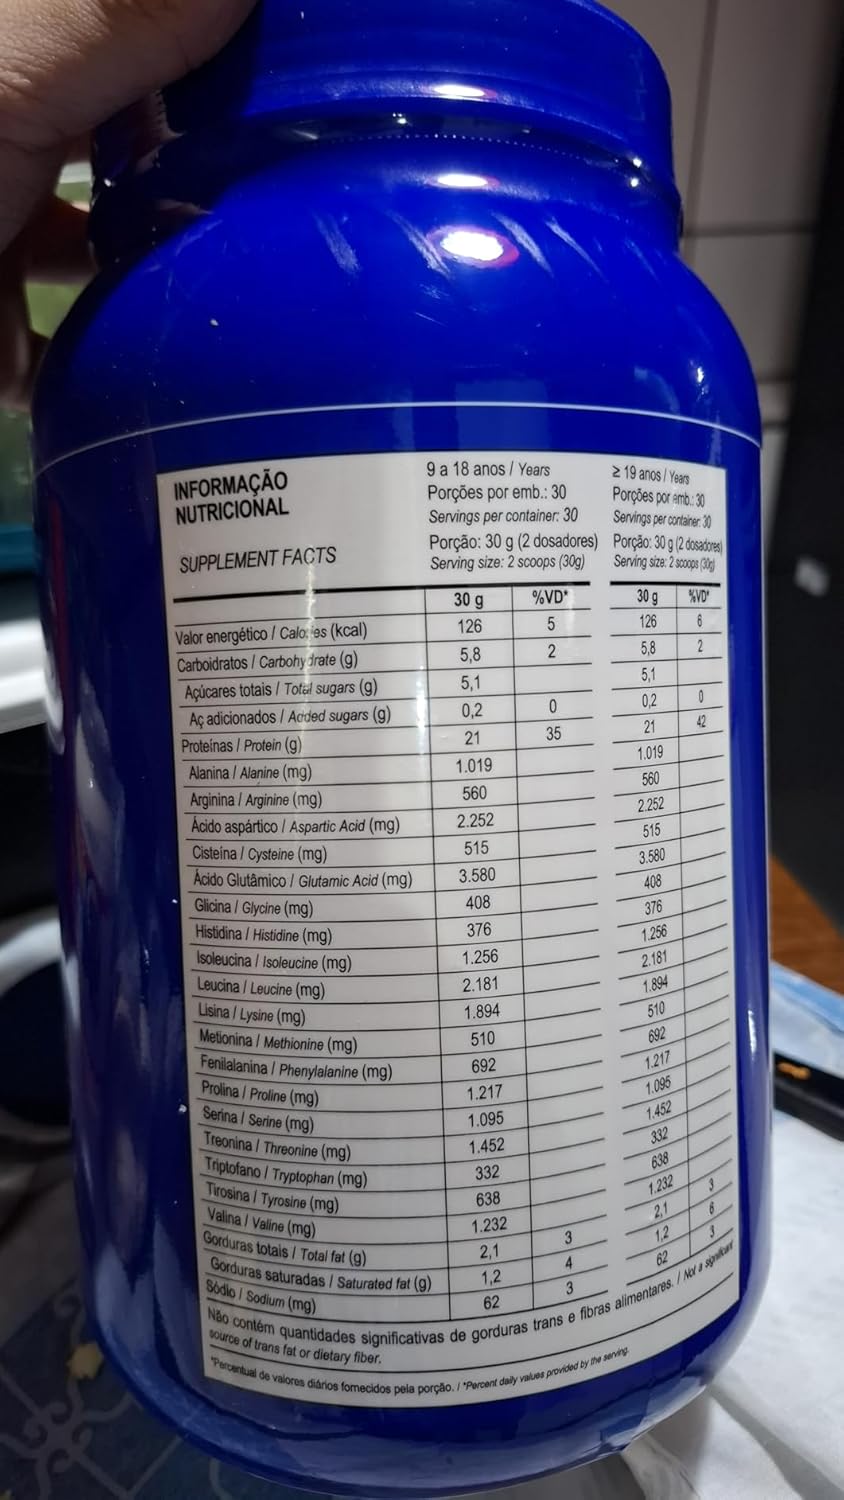 INFORMAÇÃO
NUTRICIONAL
SUPPLEMENT FACTS
9 a 18 anos / Years
Porções por emb.: 30
Servings per container: 30
Porção: 30 g (2 dosadores)
Serving size: 2 scoops (30g)
≥ 19 anos / Years
Porções por emb.: 30
Servings per container: 30
Porção: 30 g (2 dosadores)
Serving size: 2 scoops (30g)
30 g %VD* 30 g %VD*
Valor energético / Calories (kcal) 126 5 126 6
Carboidratos / Carbohydrate (g) 5,8 2 5,8 2
Açúcares totais / Total sugars (g) 5,1 5,1
Aç adicionados / Added sugars (g) 0,2 0 0,2 0
Proteínas / Protein (g) 21 35 21 42
Alanina / Alanine (mg) 1.019 1.019
Arginina / Arginine (mg) 560 560
Ácido aspártico / Aspartic Acid (mg) 2.252 2.252
Cisteína / Cysteine (mg) 515 515
Ácido Glutâmico / Glutamic Acid (mg) 3.580 3.580
Glicina / Glycine (mg) 408 408
Histidina / Histidine (mg) 376 376
Isoleucina / Isoleucine (mg) 1.256 1.256
Leucina / Leucine (mg) 2.181 2.181
Lisina / Lysine (mg) 1.894 1.894
Metionina / Methionine (mg) 510 510
Fenilalanina / Phenylalanine (mg) 692 692
Prolina / Proline (mg) 1.217 1.217
Serina / Serine (mg) 1.095 1.095
Treonina / Threonine (mg) 1.452 1.452
Triptofano / Tryptophan (mg) 332 332
Tirosina / Tyrosine (mg) 638 638
Valina / Valine (mg) 1.232 1.232
Gorduras totais / Total fat (g) 2,1 3 2,1 3
Gorduras saturadas / Saturated fat (g) 1,2 4 1,2 6
Sódio / Sodium (mg) 62 3 62 3
Não contém quantidades significativas de gorduras trans e fibras alimentares. / Not a significant
source of trans fat or dietary fiber.
*Percentual de valores diários fornecidos pela porção. / *Percent daily values provided by the serving.